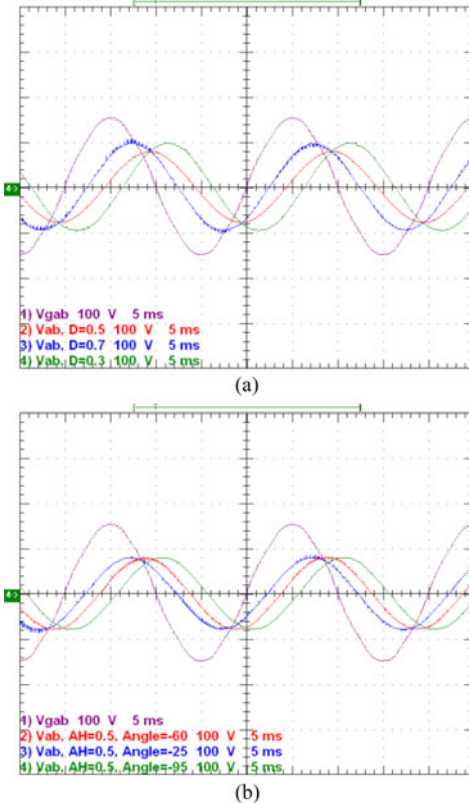 4
1) Vgab 100 V 5 ms
2) Vab, D=0.5 100 V 5 ms
3) Vab, D=0.7 100 V 5 ms
4) Vab, D=0.3 100 V 5 ms
(a)
4
1) Vgab 100 V 5 ms
2) Vab, AH=0.5, Angle=-60 100 V 5 ms
3) Vab, AH=0.5, Angle=-25 100 V 5 ms
4) Vab, AH=0.5, Angle=-95 100 V 5 ms
(b)